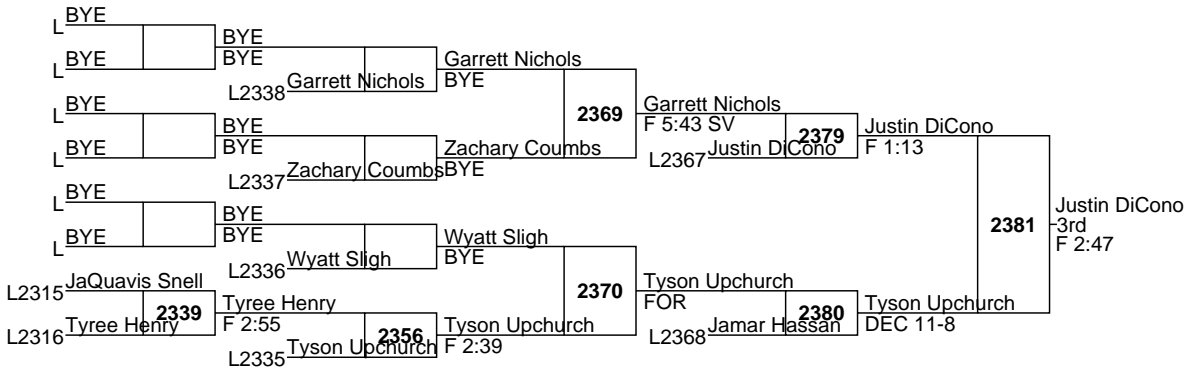 BYE
L
BYE
BYE
BYE
L
Garrett Nichols
Garrett Nichols
BYE
L2338
BYE
L
2369
Garrett Nichols
F 5:43 SV
BYE
BYE
BYE
L
2379
Justin DiCono
F 1:13
Justin DiCono
L2367
Zachary Coumbs
BYE
Zachary Coumbs
L2337
BYE
L
BYE
BYE
BYE
L
2381
Justin DiCono
3rd
F 2:47
Wyatt Sligh
BYE
Wyatt Sligh
L2336
JaQuavis Snell
L2315
2339
Tyree Henry
F 2:55
Tyree Henry
L2316
2370
Tyson Upchurch
FOR
2380
Tyson Upchurch
DEC 11-8
Jamar Hassan
L2368
2356
Tyson Upchurch
F 2:39
Tyson Upchurch
L2335